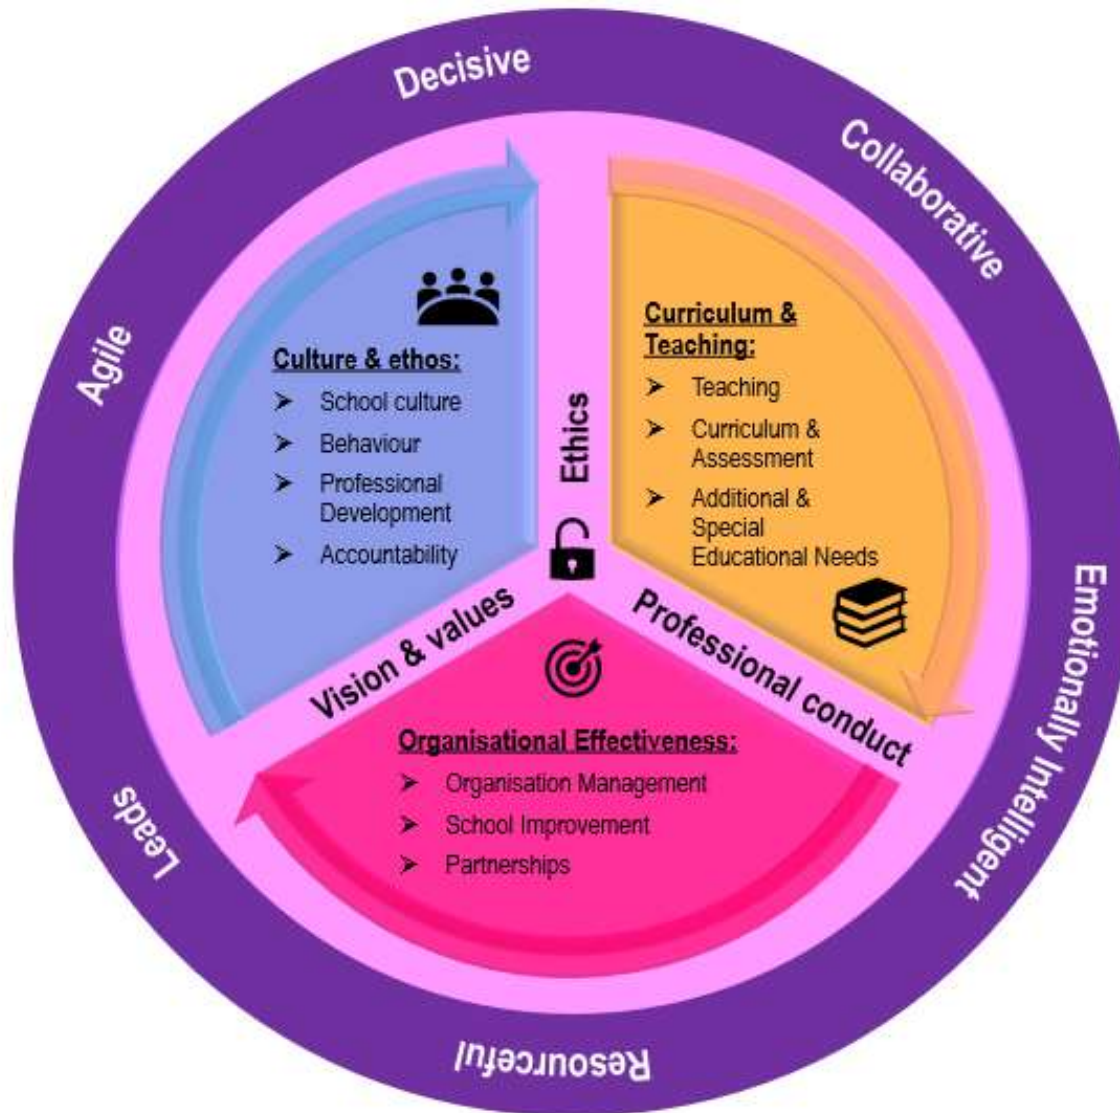 Decisive
Collaborative
Emotionally Intelligent
Resourceful
Leads
Agile
Culture & ethos:
➤ School culture
➤ Behaviour
➤ Professional
Development
➤ Accountability
Curriculum &
Teaching:
➤ Teaching
➤ Curriculum &
Assessment
➤ Additional &
Special
Educational Needs
Ethics
Vision & values
Professional conduct
Organisational Effectiveness:
➤ Organisation Management
➤ School Improvement
➤ Partnerships